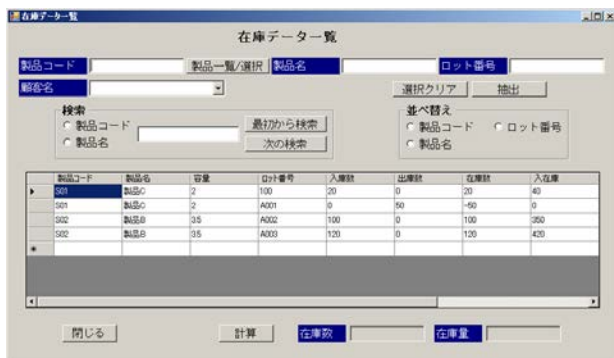 在庫データ一覧
在庫データ一覧
製品コード 製品一覧/選択 製品名 ロット番号
顧客名 選択クリア 抽出
検索 並べ替え
製品コード 最初から検索 製品コード ロット番号
製品名 次の検索 製品名
製品コード 製品名 容量 ロット番号 入庫数 出庫数 在庫数 入在庫
S01 製品C 2 100 20 0 20 40
S01 製品C 2 A001 0 50 -50 0
S02 製品B 3.5 A002 100 0 100 350
S02 製品B 3.5 A003 120 0 120 420
閉じる 計算 在庫数 在庫量